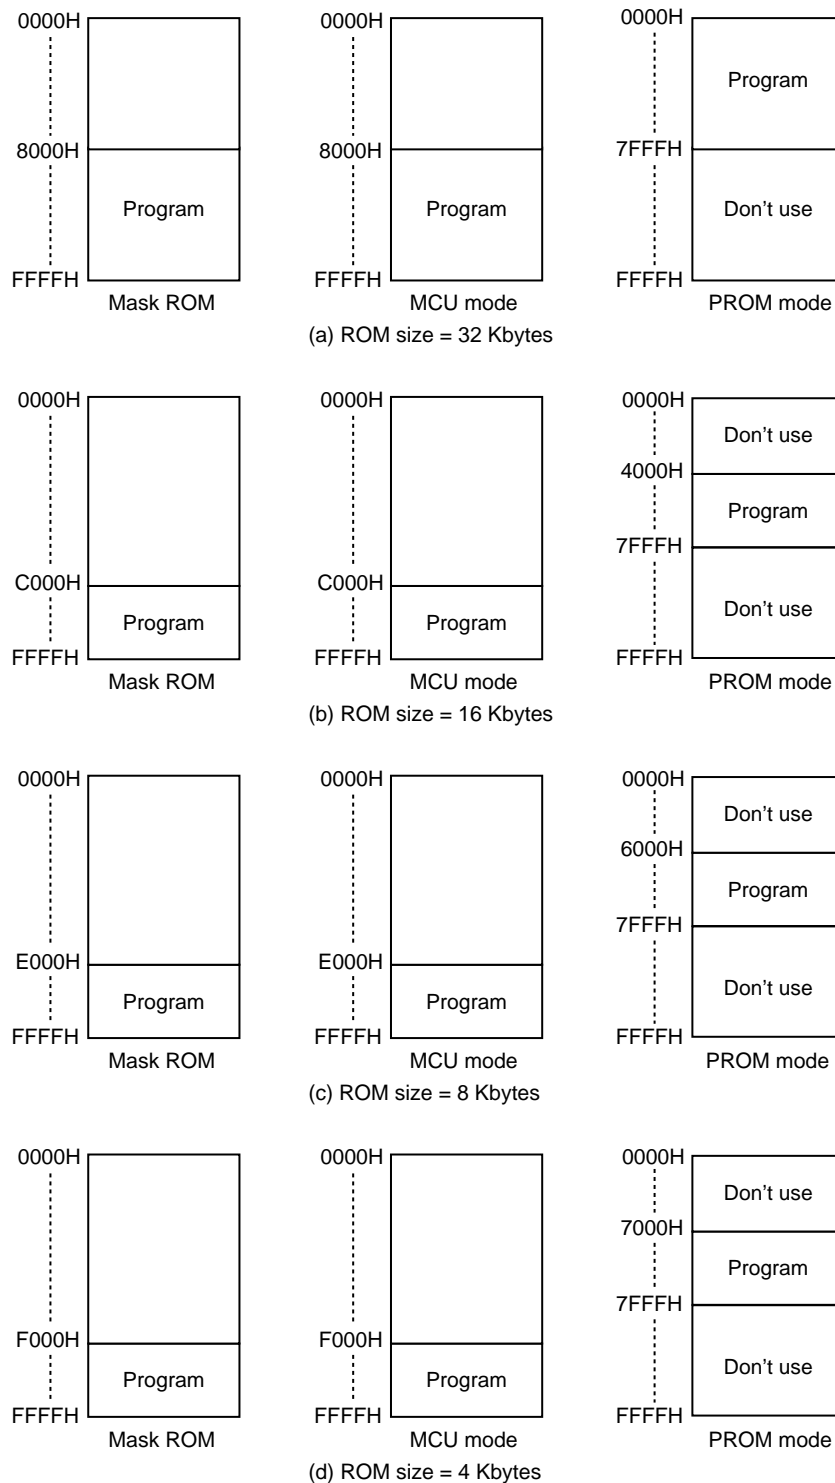 0000H
8000H
Program
FFFFH
Mask ROM
0000H
8000H
Program
FFFFH
MCU mode
0000H
Program
7FFFH
Don't use
FFFFH
PROM mode
(a) ROM size = 32 Kbytes
0000H
C000H
Program
FFFFH
Mask ROM
0000H
C000H
Program
FFFFH
MCU mode
0000H
Don't use
4000H
Program
7FFFH
Don't use
FFFFH
PROM mode
(b) ROM size = 16 Kbytes
0000H
E000H
Program
FFFFH
Mask ROM
0000H
E000H
Program
FFFFH
MCU mode
0000H
Don't use
6000H
Program
7FFFH
Don't use
FFFFH
PROM mode
(c) ROM size = 8 Kbytes
0000H
F000H
Program
FFFFH
Mask ROM
0000H
F000H
Program
FFFFH
MCU mode
0000H
Don't use
7000H
Program
7FFFH
Don't use
FFFFH
PROM mode
(d) ROM size = 4 Kbytes